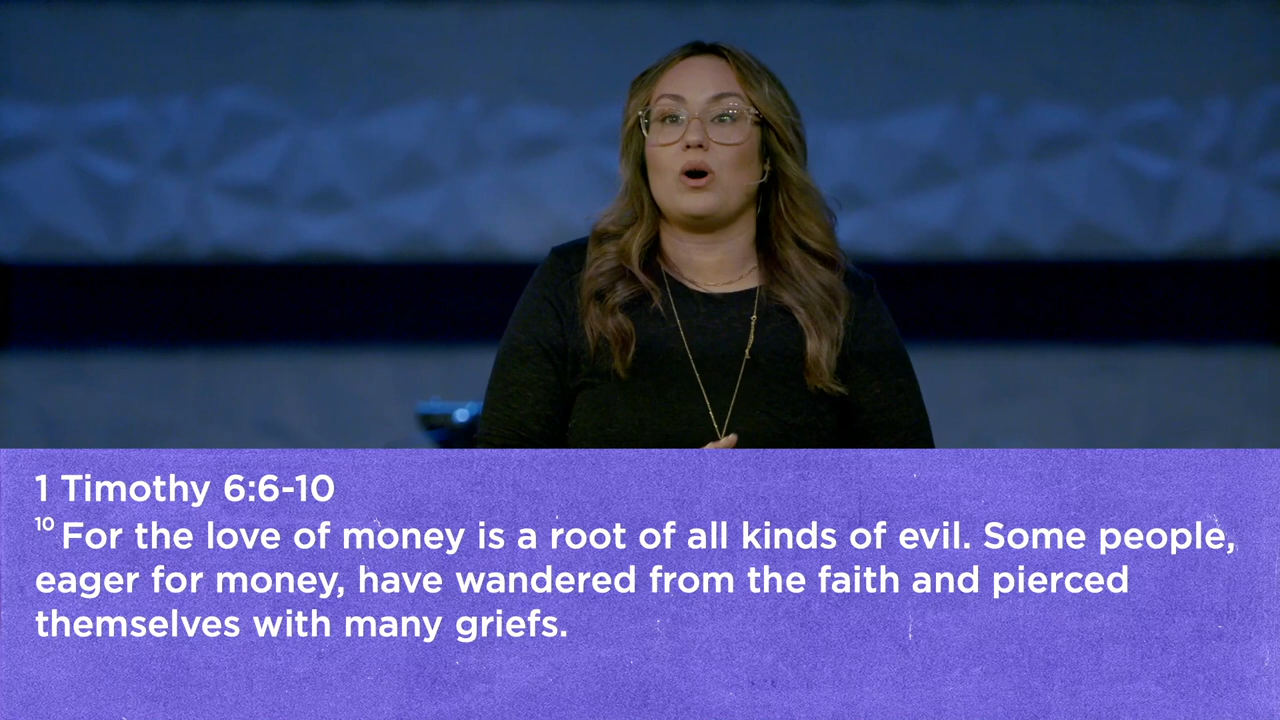 1 Timothy 6:6-10
10 For the love of money is a root of all kinds of evil. Some people,
eager for money, have wandered from the faith and pierced
themselves with many griefs.